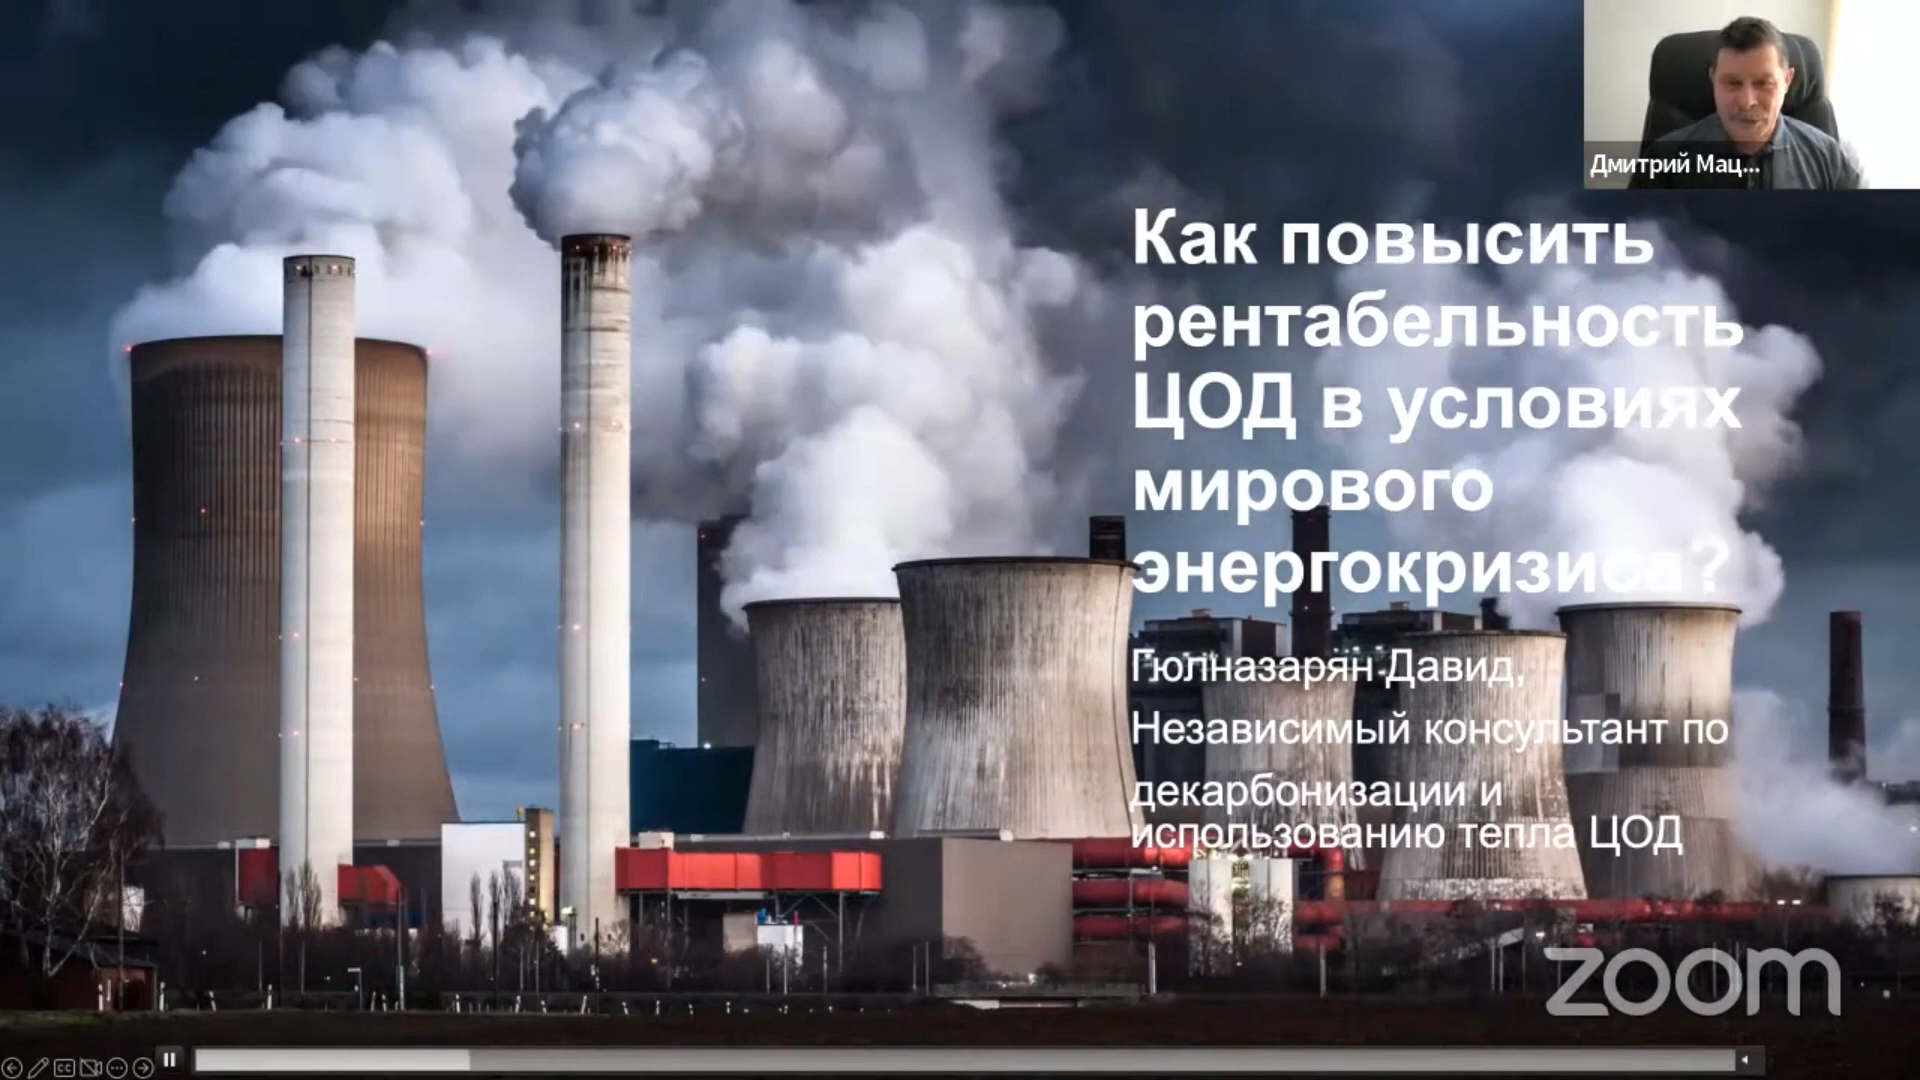 Дмитрий Мац...
Как повысить
рентабельность
ЦОД в условиях
мирового
энергокризиса?
Гюлназарян Давид,
Независимый консультант по
декарбонизации и
использованию тепла ЦОД
zoom
CC